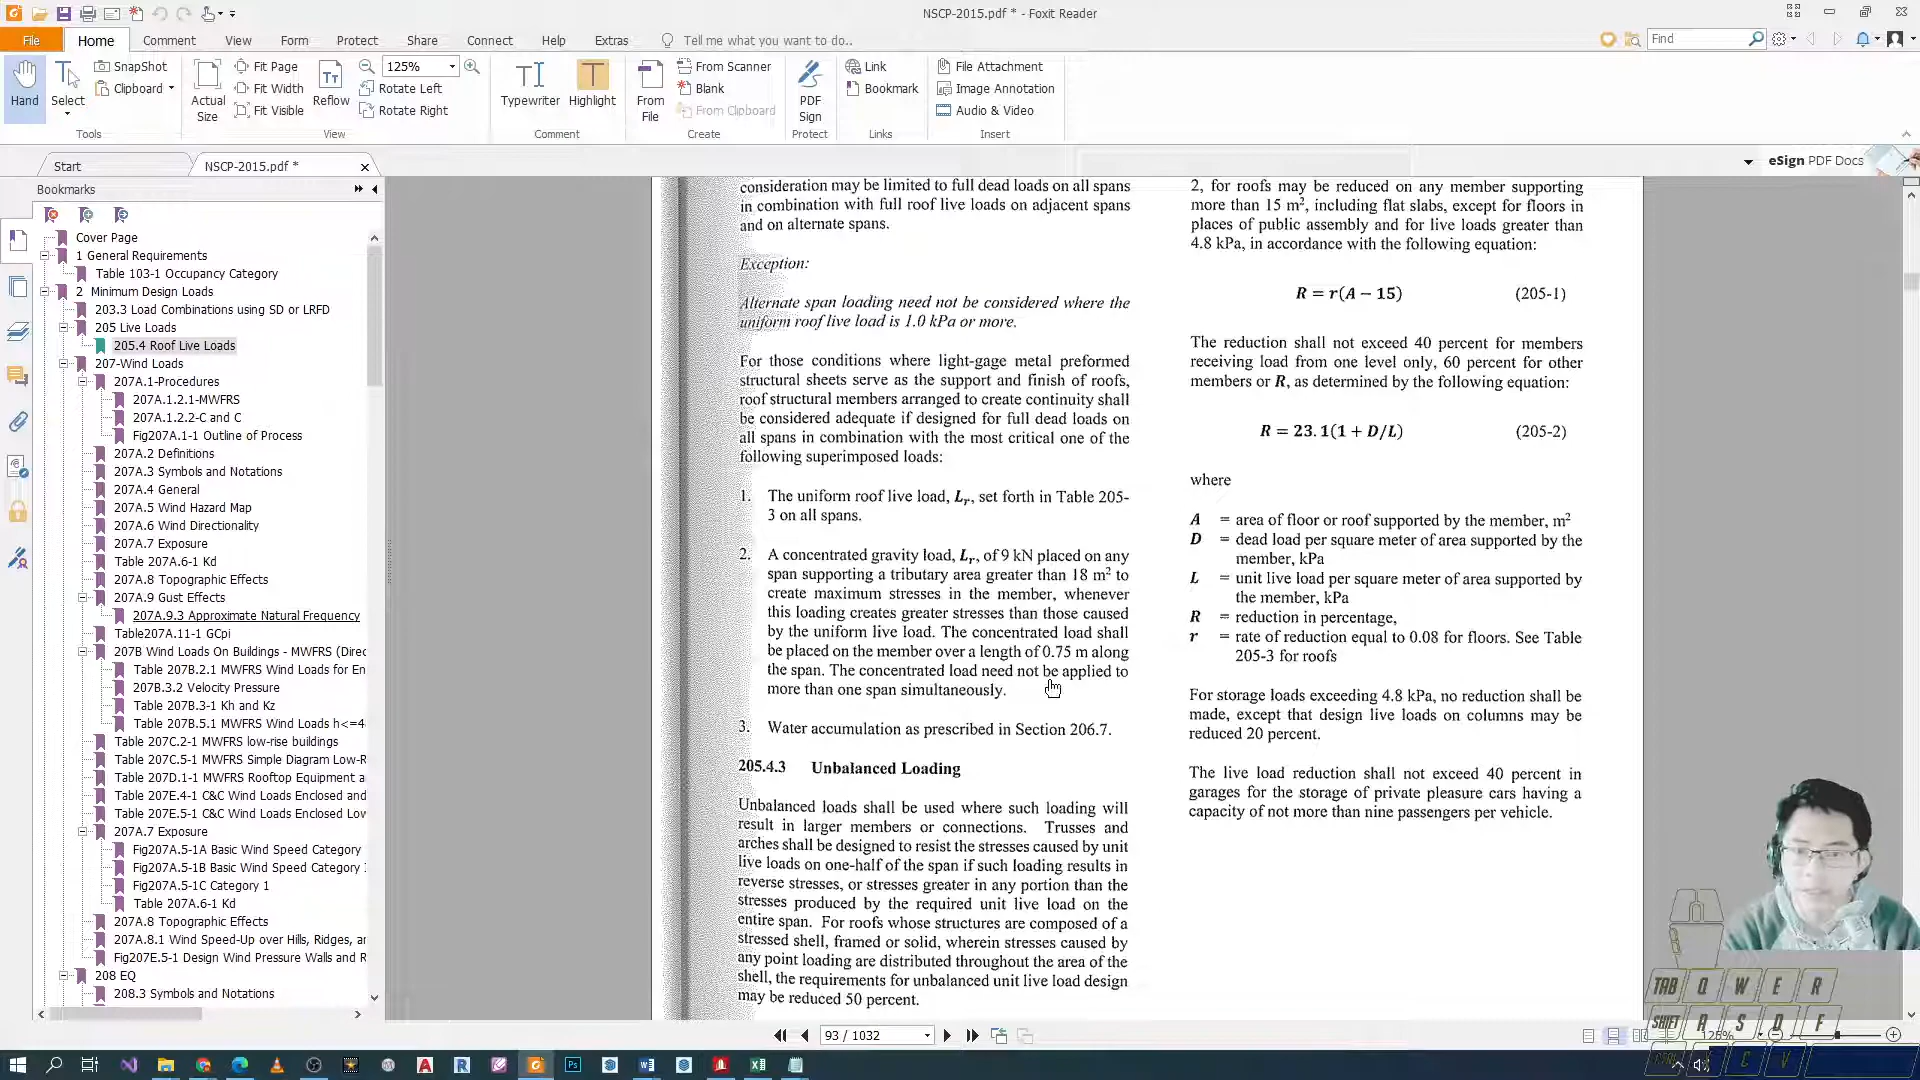 NSCP-2015.pdf * - Foxit Reader
File
Home
Comment
View
Form
Protect
Share
Connect
Help
Extras
Tell me what you want to do..
Find
Hand
Select
SnapShot
Clipboard
Tools
Actual
Size
Fit Page
Fit Width
Fit Visible
Reflow
125%
Rotate Left
Rotate Right
View
Typewriter
Highlight
Comment
From
File
From Scanner
Blank
From Clipboard
Create
PDF
Sign
Protect
Link
Bookmark
Links
File Attachment
Image Annotation
Audio & Video
Insert
Start
NSCP-2015.pdf *
eSign PDF Docs
Bookmarks
Cover Page
1 General Requirements
Table 103-1 Occupancy Category
2 Minimum Design Loads
203.3 Load Combinations using SD or LRFD
205 Live Loads
205.4 Roof Live Loads
207-Wind Loads
207A.1-Procedures
207A.1.2.1-MWFRS
207A.1.2.2-C and C
Fig207A.1-1 Outline of Process
207A.2 Definitions
207A.3 Symbols and Notations
207A.4 General
207A.5 Wind Hazard Map
207A.6 Wind Directionality
207A.7 Exposure
Table 207A.6-1 Kd
207A.8 Topographic Effects
207A.9 Gust Effects
207A.9.3 Approximate Natural Frequency
Table207A.11-1 GCpi
207B Wind Loads On Buildings - MWFRS (Direc
Table 207B.2.1 MWFRS Wind Loads for En
207B.3.2 Velocity Pressure
Table 207B.3-1 Kh and Kz
Table 207B.5.1 MWFRS Wind Loads h<=4
Table 207C.2-1 MWFRS low-rise buildings
Table 207C.5-1 MWFRS Simple Diagram Low-R
Table 207D.1-1 MWFRS Rooftop Equipment a
Table 207E.4-1 C&C Wind Loads Enclosed and
Table 207E.5-1 C&C Wind Loads Enclosed Low
207A.7 Exposure
Fig207A.5-1A Basic Wind Speed Category
Fig207A.5-1B Basic Wind Speed Category
Fig207A.5-1C Category 1
Table 207A.6-1 Kd
207A.8 Topographic Effects
207A.8.1 Wind Speed-Up over Hills, Ridges, ar
Fig207E.5-1 Design Wind Pressure Walls and R
208 EQ
208.3 Symbols and Notations
consideration may be limited to full dead loads on all spans
in combination with full roof live loads on adjacent spans
and on alternate spans.
Exception:
Alternate span loading need not be considered where the
uniform roof live load is 1.0 kPa or more.
For those conditions where light-gage metal preformed
structural sheets serve as the support and finish of roofs,
roof structural members arranged to create continuity shall
be considered adequate if designed for full dead loads on
all spans in combination with the most critical one of the
following superimposed loads:
1. The uniform roof live load, Lr, set forth in Table 205-
3 on all spans.
2. A concentrated gravity load, Lr, of 9 kN placed on any
span supporting a tributary area greater than 18 m² to
create maximum stresses in the member, whenever
this loading creates greater stresses than those caused
by the uniform live load. The concentrated load shall
be placed on the member over a length of 0.75 m along
the span. The concentrated load need not be applied to
more than one span simultaneously.
3. Water accumulation as prescribed in Section 206.7.
205.4.3 Unbalanced Loading
Unbalanced loads shall be used where such loading will
result in larger members or connections. Trusses and
arches shall be designed to resist the stresses caused by unit
live loads on one-half of the span if such loading results in
reverse stresses, or stresses greater in any portion than the
stresses produced by the required unit live load on the
entire span. For roofs whose structures are composed of a
stressed shell, framed or solid, wherein stresses caused by
any point loading are distributed throughout the area of the
shell, the requirements for unbalanced unit live load design
may be reduced 50 percent.
2, for roofs may be reduced on any member supporting
more than 15 m², including flat slabs, except for floors in
places of public assembly and for live loads greater than
4.8 kPa, in accordance with the following equation:
R = r(A − 15) (205-1)
The reduction shall not exceed 40 percent for members
receiving load from one level only, 60 percent for other
members or R, as determined by the following equation:
R = 23.1(1 + D/L) (205-2)
where
A = area of floor or roof supported by the member, m²
D = dead load per square meter of area supported by the
member, kPa
L = unit live load per square meter of area supported by
the member, kPa
R = reduction in percentage,
r = rate of reduction equal to 0.08 for floors. See Table
205-3 for roofs
For storage loads exceeding 4.8 kPa, no reduction shall be
made, except that design live loads on columns may be
reduced 20 percent.
The live load reduction shall not exceed 40 percent in
garages for the storage of private pleasure cars having a
capacity of not more than nine passengers per vehicle.
93 / 1032
TAB Q W E R
SHIFT A S D F
C V